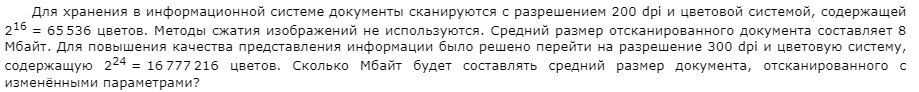 Для хранения в информационной системе документы сканируются с разрешением 200 dpi и цветовой системой, содержащей
2¹⁶ = 65 536 цветов. Методы сжатия изображений не используются. Средний размер отсканированного документа составляет 8
Мбайт. Для повышения качества представления информации было решено перейти на разрешение 300 dpi и цветовую систему,
содержащую 2²⁴ = 16 777 216 цветов. Сколько Мбайт будет составлять средний размер документа, отсканированного с
изменёнными параметрами?